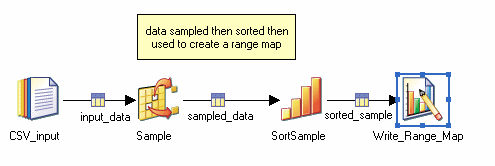 data sampled then sorted then
used to create a range map
CSV_input
input_data
Sample
sampled_data
SortSample
sorted_sample
Write_Range_Map